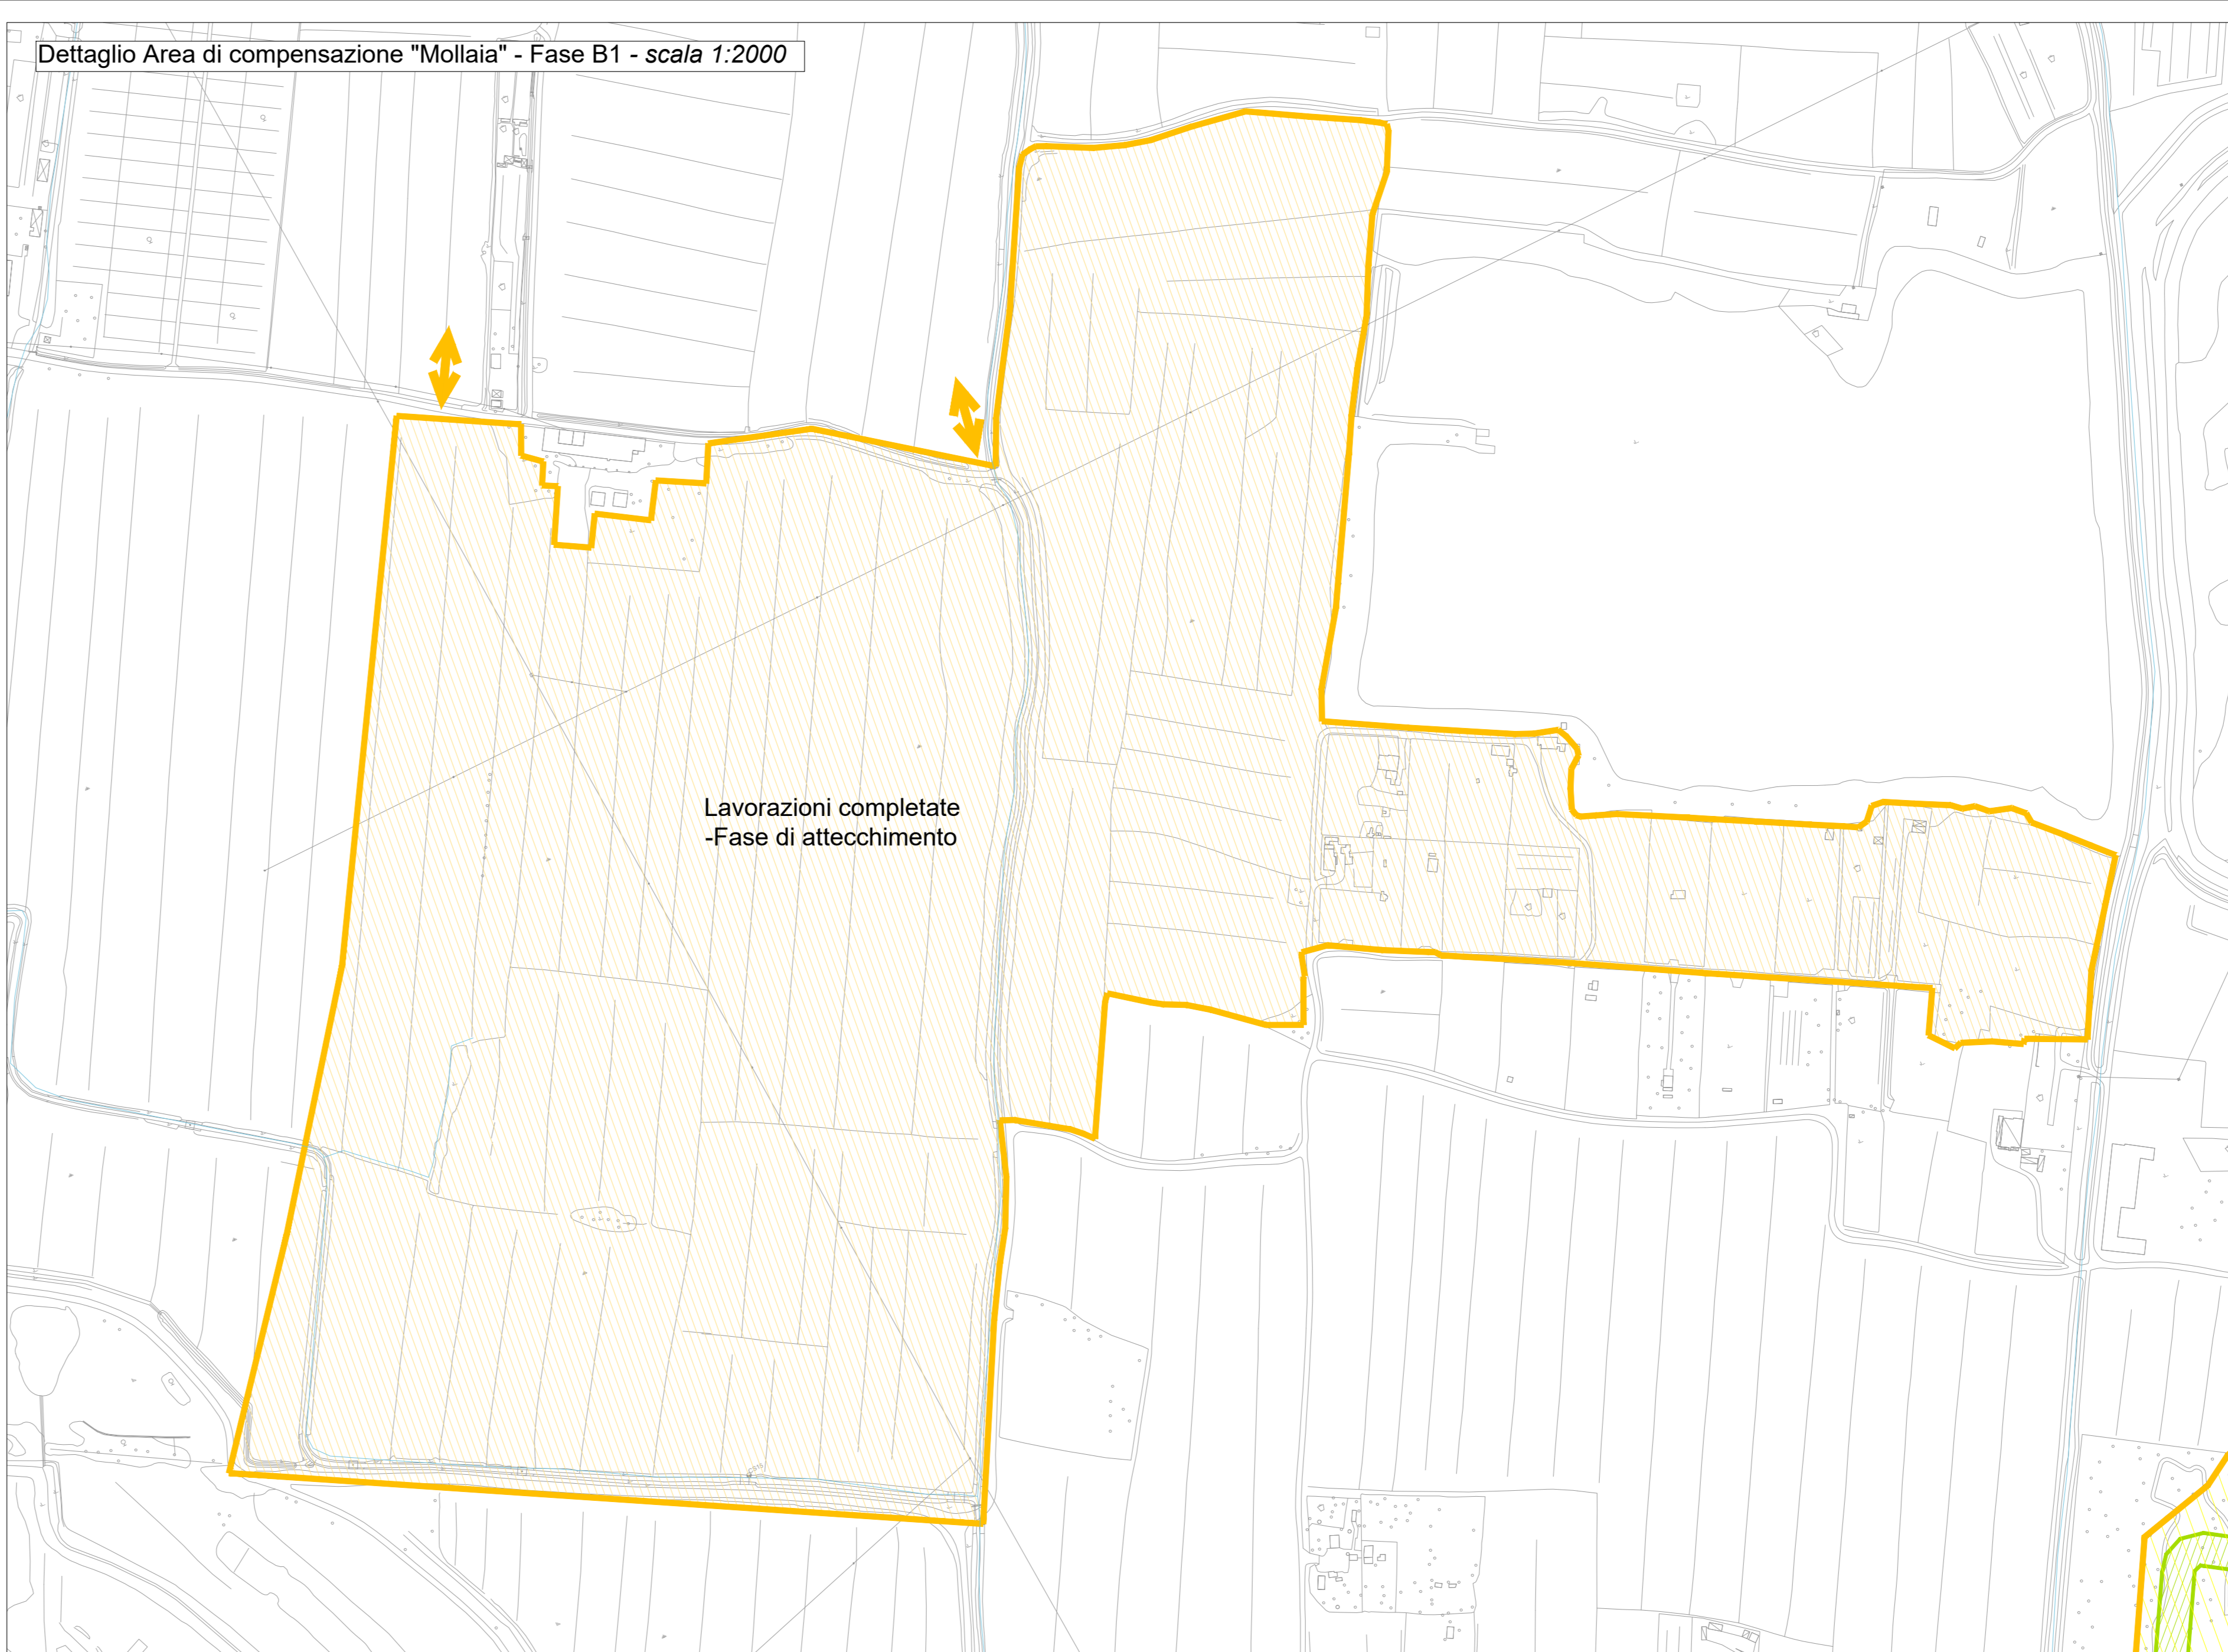 Dettaglio Area di compensazione "Mollaia" - Fase B1 - scala 1:2000
Lavorazioni completate
-Fase di attecchimento